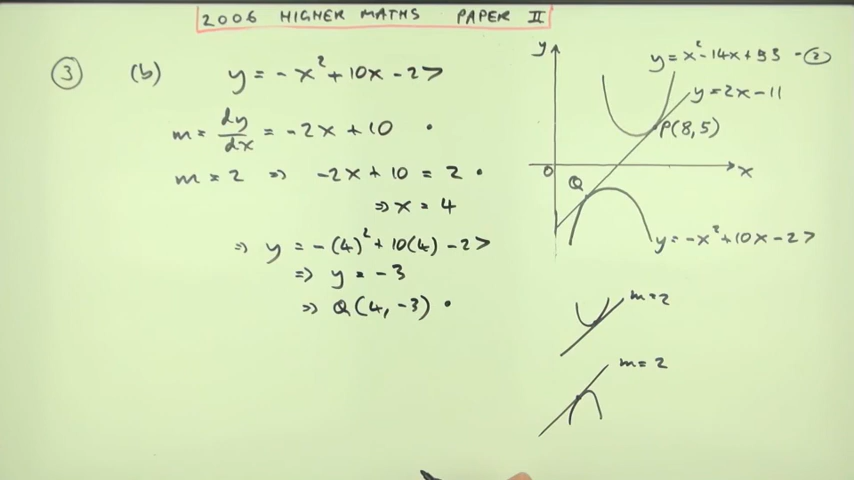 2006 HIGHER MATHS PAPER II
③ (b) y = -x² + 10x - 27
m = dy/dx = -2x + 10 •
m = 2 ⇒ -2x + 10 = 2 •
⇒ x = 4
⇒ y = -(4)² + 10(4) - 27
⇒ y = -3
⇒ Q(4, -3) •
y
y = x² - 14x + 53 - ②
y = 2x - 11
P(8,5)
O
x
Q
y = -x² + 10x - 27
m = 2
m = 2